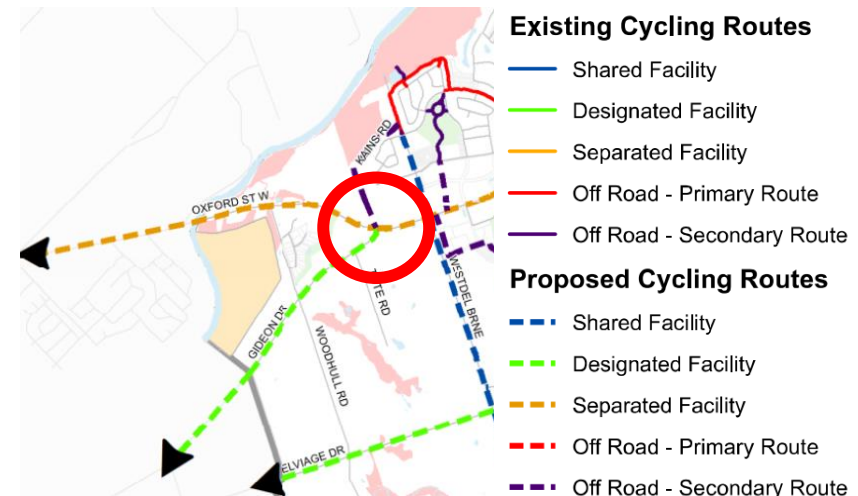 Existing Cycling Routes
Shared Facility
Designated Facility
Separated Facility
Off Road - Primary Route
Off Road - Secondary Route
Proposed Cycling Routes
Shared Facility
Designated Facility
Separated Facility
Off Road - Primary Route
Off Road - Secondary Route
KAINS RD
OXFORD ST W
TE RD
WESTDEL BRNE
GIDEON DR
WOODHULL RD
ELVIAGE DR